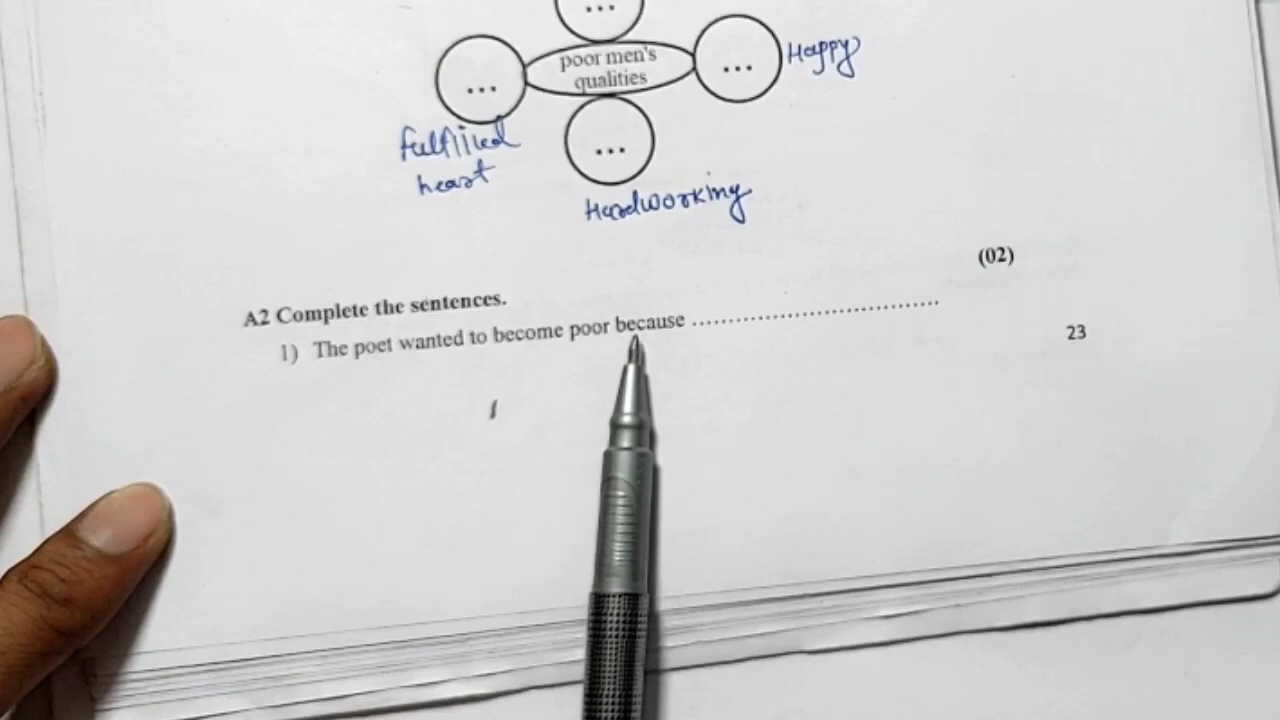 ...
poor men's
qualities
...
...
...
Happy
Fulfilled
heart
Hardworking
(02)
A2 Complete the sentences.
1) The poet wanted to become poor because ..................................
23